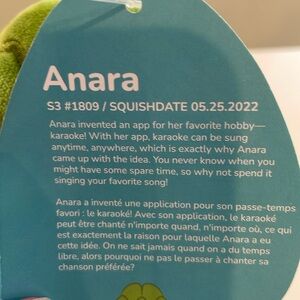 Anara
S3 #1809 / SQUISHDATE 05.25.2022
Anara invented an app for her favorite hobby—
karaoke! With her app, karaoke can be sung
anytime, anywhere, which is exactly why Anara
came up with the idea. You never know when you
might have some spare time, so why not spend it
singing your favorite song!
Anara a inventé une application pour son passe-temps
favori : le karaoké! Avec son application, le karaoké
peut être chanté n'importe quand, n'importe où, ce qui
est exactement la raison pour laquelle Anara a eu
cette idée. On ne sait jamais quand on a du temps
libre, alors pourquoi ne pas le passer à chanter sa
chanson préférée?